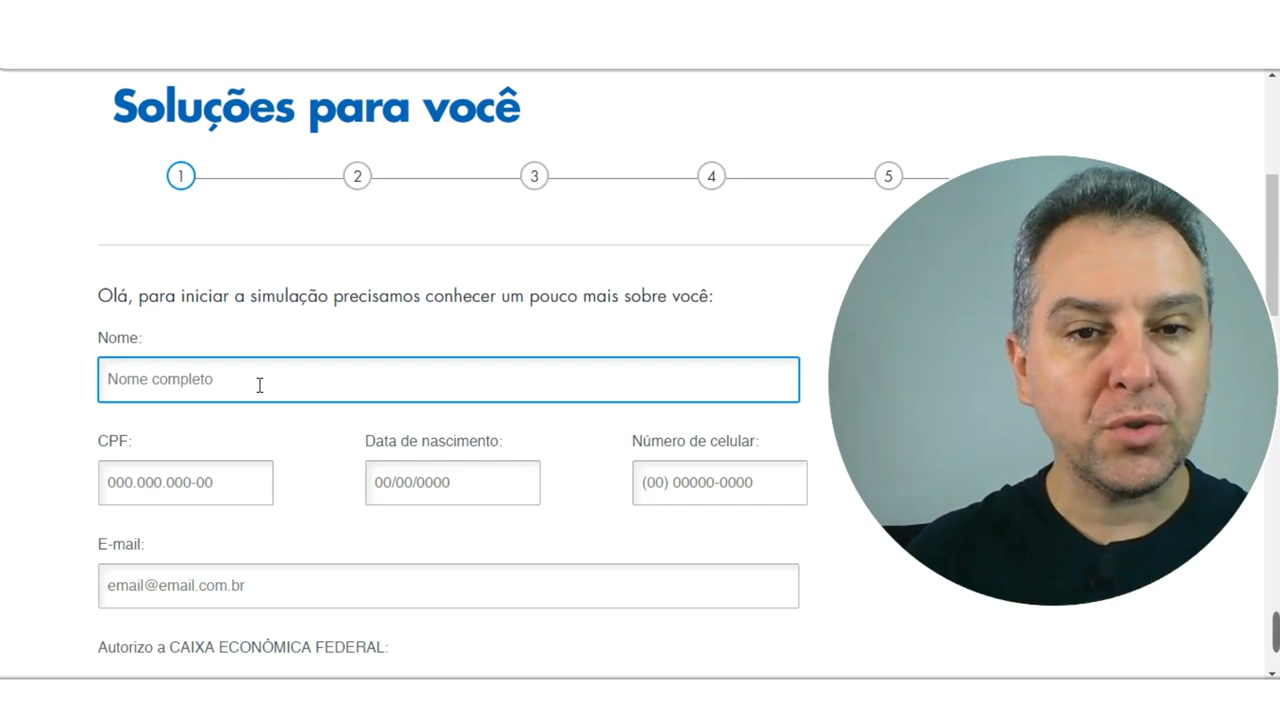 Soluções para você
1 2 3 4 5
Olá, para iniciar a simulação precisamos conhecer um pouco mais sobre você:
Nome:
Nome completo
CPF: Data de nascimento: Número de celular:
000.000.000-00 00/00/0000 (00) 00000-0000
E-mail:
email@email.com.br
Autorizo a CAIXA ECONÔMICA FEDERAL: